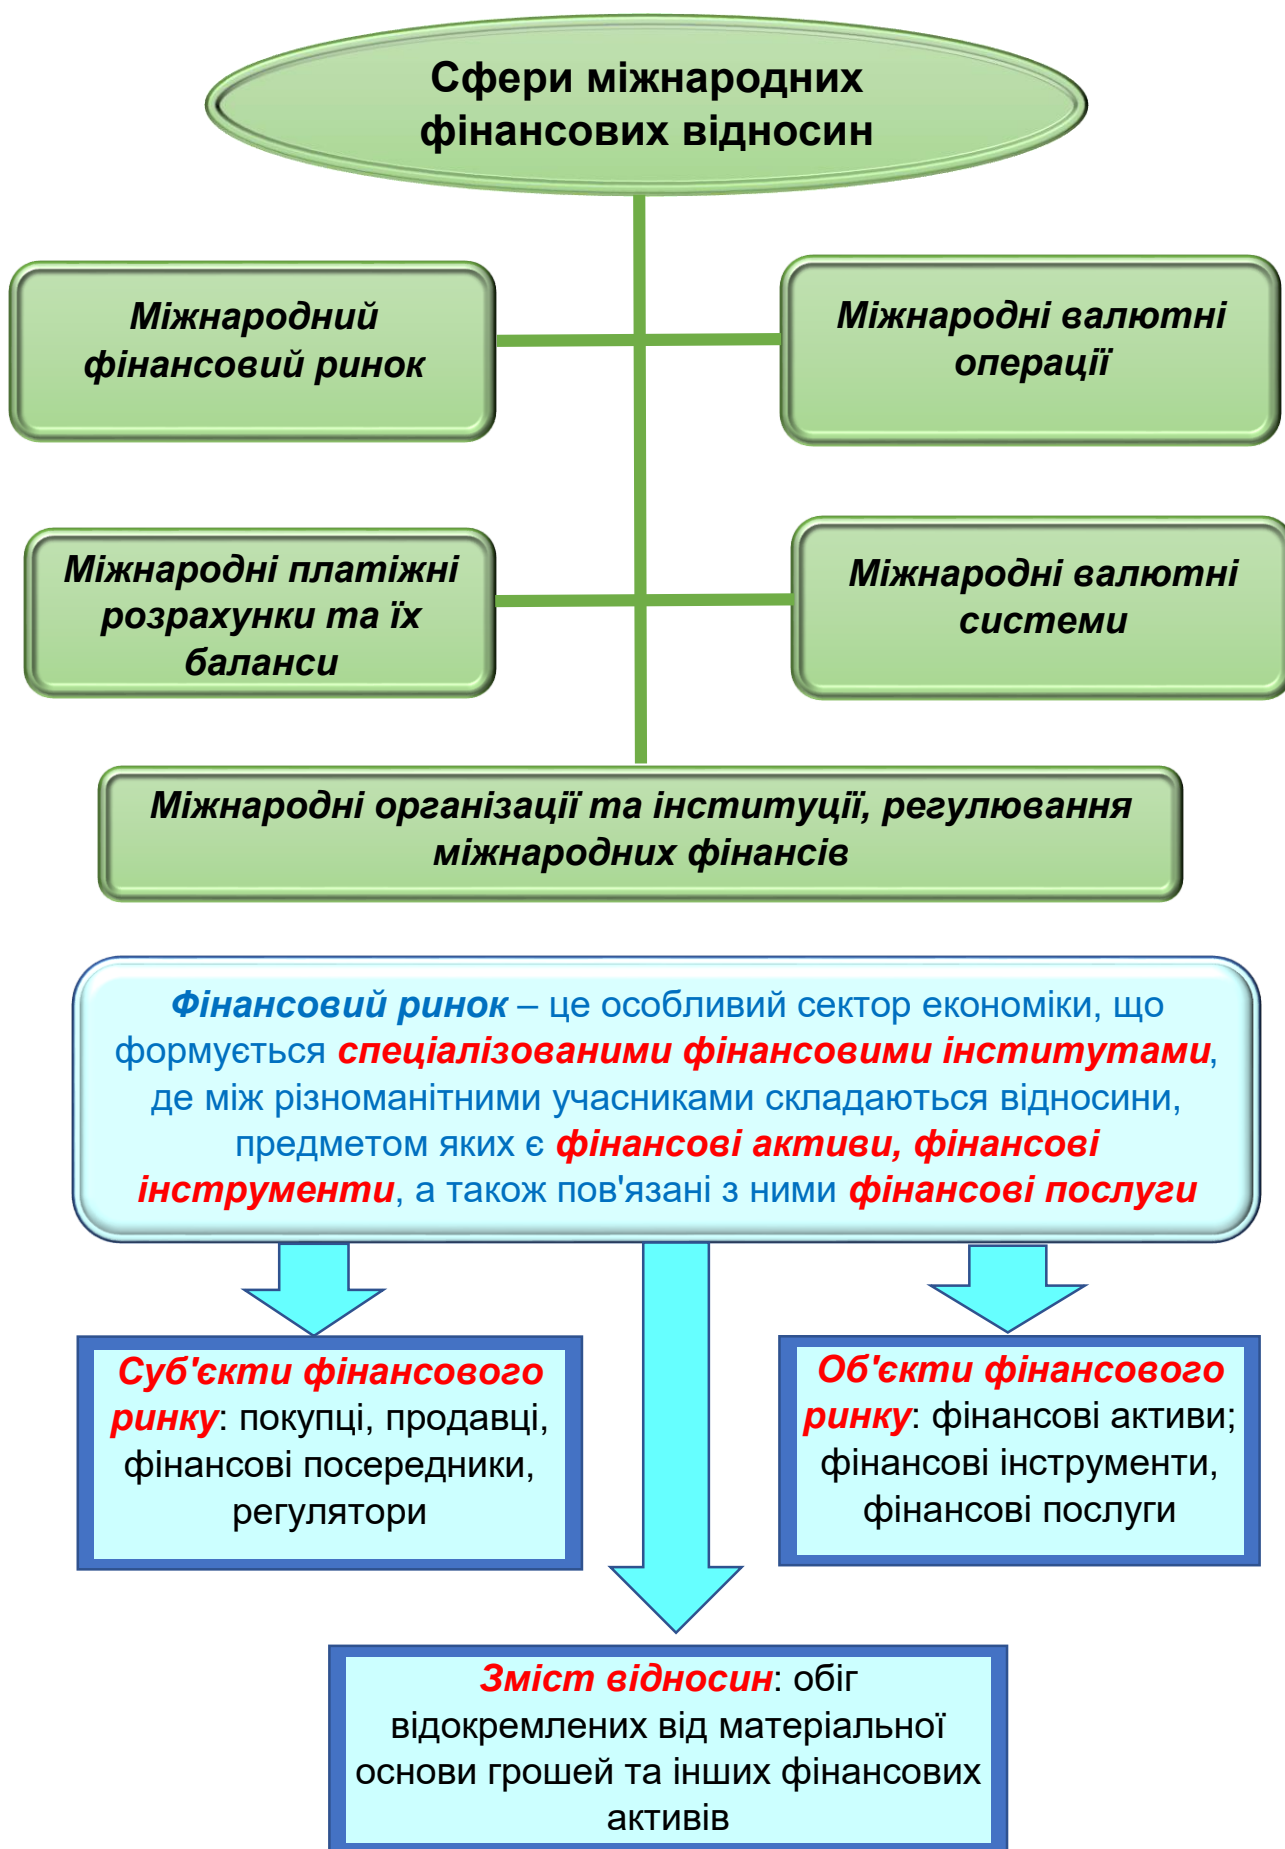 Сфери міжнародних
фінансових відносин
Міжнародний
фінансовий ринок
Міжнародні валютні
операції
Міжнародні платіжні
розрахунки та їх
баланси
Міжнародні валютні
системи
Міжнародні організації та інституції, регулювання
міжнародних фінансів
Фінансовий ринок – це особливий сектор економіки, що
формується спеціалізованими фінансовими інститутами,
де між різноманітними учасниками складаються відносини,
предметом яких є фінансові активи, фінансові
інструменти, а також пов'язані з ними фінансові послуги
Суб'єкти фінансового
ринку: покупці, продавці,
фінансові посередники,
регулятори
Об'єкти фінансового
ринку: фінансові активи;
фінансові інструменти,
фінансові послуги
Зміст відносин: обіг
відокремлених від матеріальної
основи грошей та інших фінансових
активів